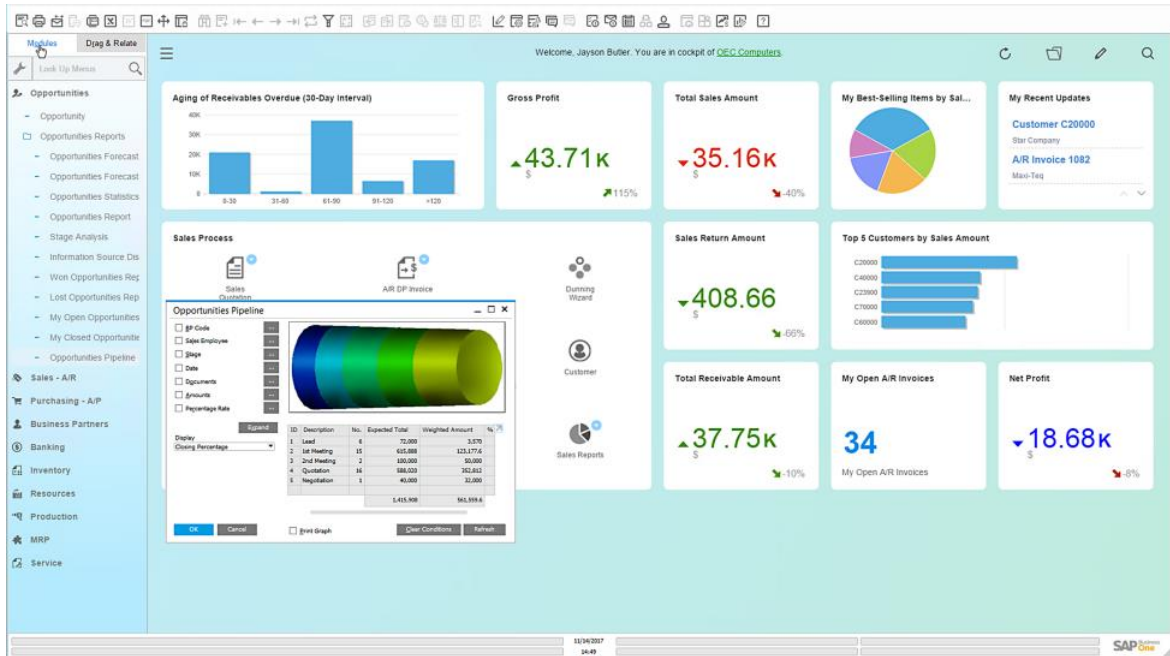 Modules
Drag & Relate
Look Up Menus
Opportunities
Opportunity
Opportunities Reports
Opportunities Forecast
Opportunities Forecast
Opportunities Statistics
Opportunities Report
Stage Analysis
Information Source Dis
Won Opportunities Rep
Lost Opportunities Rep
My Open Opportunities
My Closed Opportunitie
Opportunities Pipeline
Sales - A/R
Purchasing - A/P
Business Partners
Banking
Inventory
Resources
Production
MRP
Service
Welcome, Jayson Butler. You are in cockpit of OEC Computers.
Aging of Receivables Overdue (30-Day Interval)
40K
30K
20K
10K
0
0-30 31-60 61-90 91-120 >120
Gross Profit
43.71K
$
115%
Total Sales Amount
35.16K
$
-40%
My Best-Selling Items by Sal...
My Recent Updates
Customer C20000
Star Company
A/R Invoice 1082
Maxi-Teq
Sales Process
Sales
Quotation
A/R DP Invoice
Dunning
Wizard
Customer
Sales Reports
Sales Return Amount
408.66
$
-66%
Top 5 Customers by Sales Amount
C20000
C40000
C23900
C70000
C60000
Total Receivable Amount
37.75K
$
-10%
My Open A/R Invoices
34
My Open A/R Invoices
Net Profit
18.68K
$
-8%
Opportunities Pipeline
BP Code
Sales Employee
Stage
Date
Documents
Amounts
Percentage Rate
Expand
Display
Closing Percentage
ID Description No. Expected Total Weighted Amount %
1 Lead 6 72,000 3,570
2 1st Meeting 15 615,888 123,177.6
3 2nd Meeting 2 100,000 50,000
4 Quotation 16 588,020 352,812
5 Negotiation 1 40,000 32,000
1,415,908 561,559.6
OK
Cancel
Print Graph
Clear Conditions
Refresh
11/14/2017
14:49
SAP Business
One